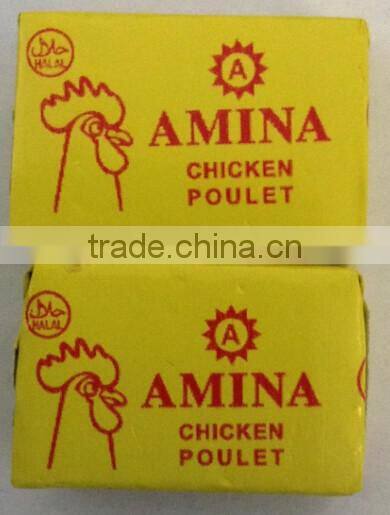 حلال
HALAL
A
AMINA
CHICKEN
POULET
trade.china.cn
حلال
HALAL
A
AMINA
CHICKEN
POULET